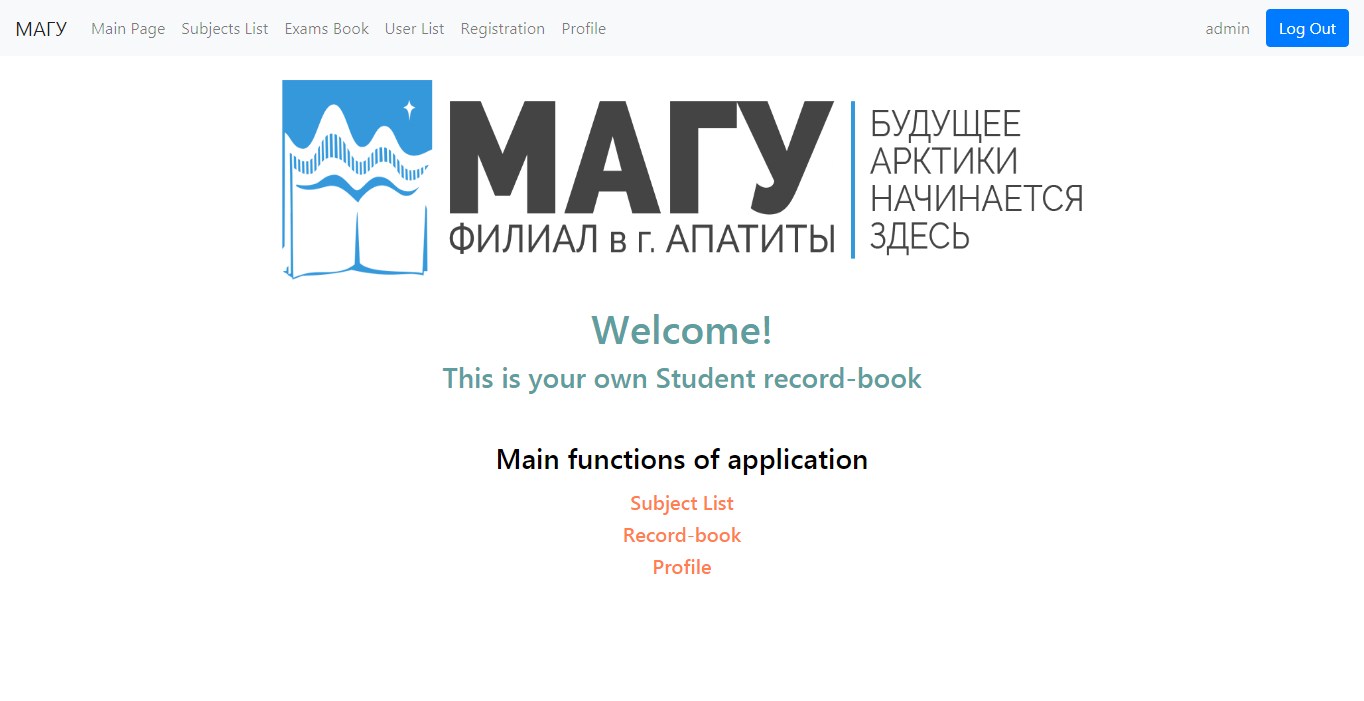 МАГУ Main Page Subjects List Exams Book User List Registration Profile admin Log Out
МАГУ
ФИЛИАЛ в г. АПАТИТЫ
БУДУЩЕЕ
АРКТИКИ
НАЧИНАЕТСЯ
ЗДЕСЬ
Welcome!
This is your own Student record-book
Main functions of application
Subject List
Record-book
Profile